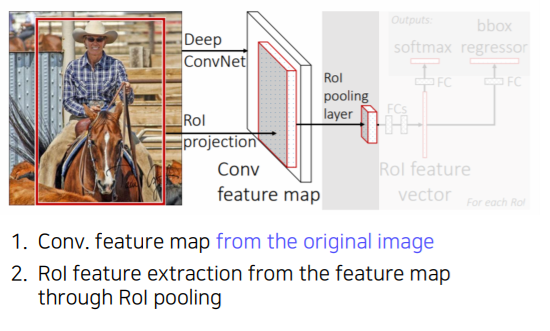 Outputs:
bbox
softmax regressor
Deep
ConvNet
RoI
pooling
layer
FC
FC
FCs
RoI
projection
Conv
feature map
RoI feature
vector
For each RoI
1. Conv. feature map from the original image
2. RoI feature extraction from the feature map
through RoI pooling